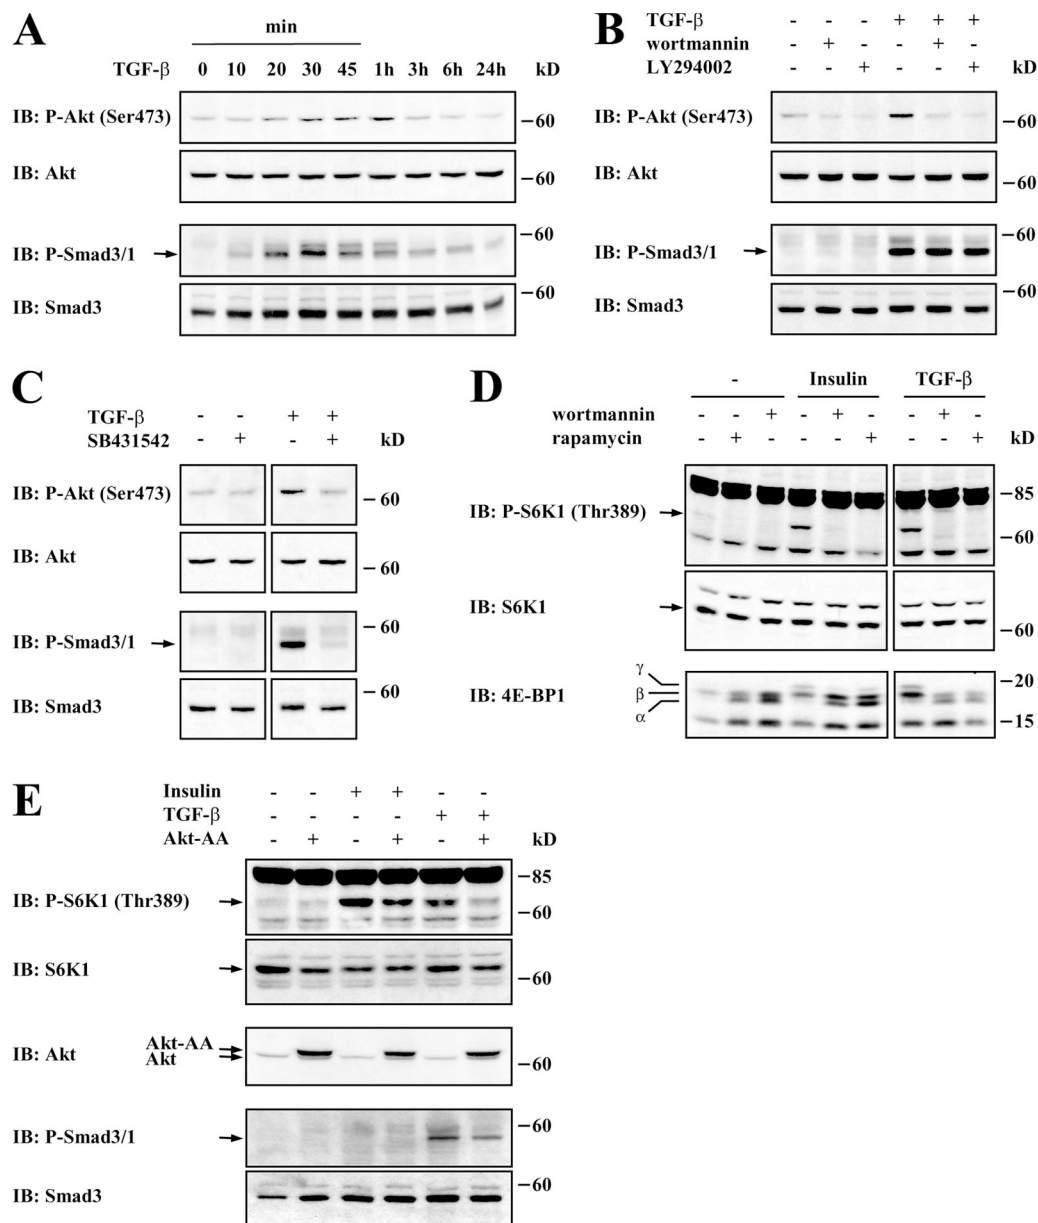 A
min
TGF-β 0 10 20 30 45 1h 3h 6h 24h kD
IB: P-Akt (Ser473) –60
IB: Akt –60
IB: P-Smad3/1 –60
IB: Smad3 –60
B
TGF-β - - - + + +
wortmannin - + - - + -
LY294002 - - + - - + kD
IB: P-Akt (Ser473) –60
IB: Akt –60
IB: P-Smad3/1 –60
IB: Smad3 –60
C
TGF-β - - + +
SB431542 - + - + kD
IB: P-Akt (Ser473) – 60
IB: Akt – 60
IB: P-Smad3/1 – 60
IB: Smad3 – 60
D
- Insulin TGF-β
wortmannin - - + - + - - + -
rapamycin - + - - - + - - + kD
IB: P-S6K1 (Thr389) –85
–60
IB: S6K1 –60
IB: 4E-BP1 γ –20
β
α –15
E
Insulin - - + + - -
TGF-β - - - - + +
Akt-AA - + - + - + kD
IB: P-S6K1 (Thr389) –85
–60
IB: S6K1 –60
IB: Akt Akt-AA
Akt –60
IB: P-Smad3/1 –60
IB: Smad3 –60